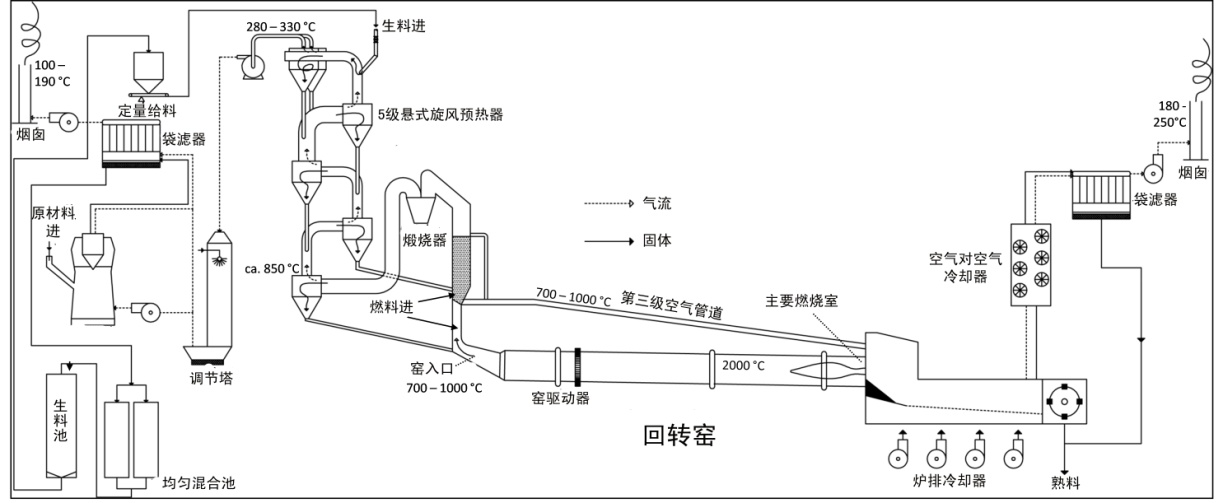 280–330 °C
生料进
100–
190 °C
定量给料
烟囱
袋滤器
5级悬式旋风预热器
180-
250°C
烟囱
袋滤器
原材料
进
气流
固体
煅烧器
空气对空气
冷却器
ca. 850 °C
燃料进
700–1000 °C 第三级空气管道
主要燃烧室
调节塔
窑入口
700–1000 °C
2000 °C
窑驱动器
生
料
池
回转窑
均匀混合池
炉排冷却器
熟料